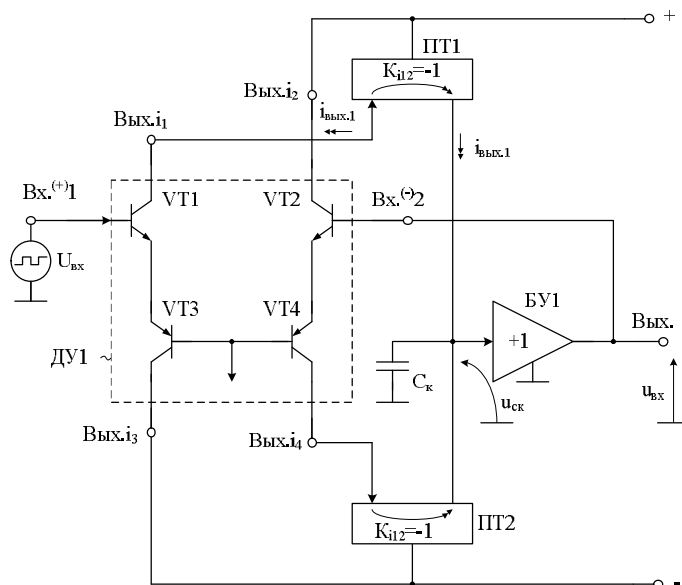 +
ПТ1
Ki12=-1
Вых.i2
iвых.1
Вых.i1
iвых.1
Вх.(+)1
VT1
VT2
Вх.(-)2
Uвх
БУ1
VT3
VT4
+1
Вых.
ДУ1
Cк
uск
uвх
Вых.i3
Вых.i4
Ki12=-1
ПТ2
-